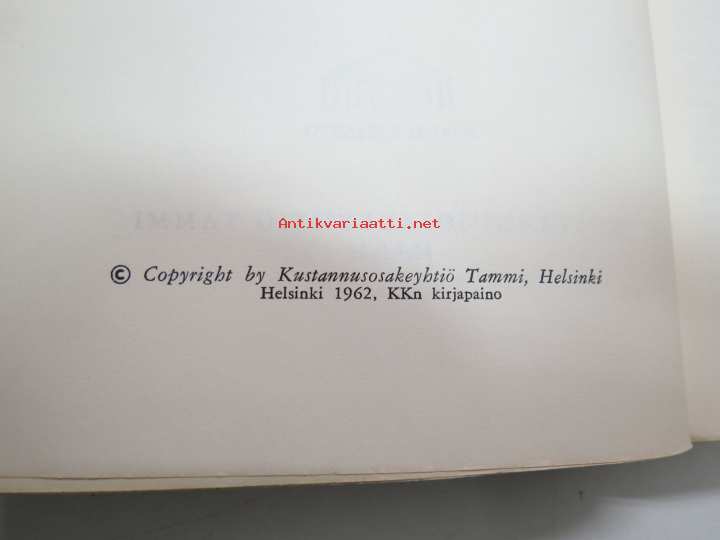 Antikvariaatti.net
© Copyright by Kustannusosakeyhtiö Tammi, Helsinki
Helsinki 1962, KKn kirjapaino